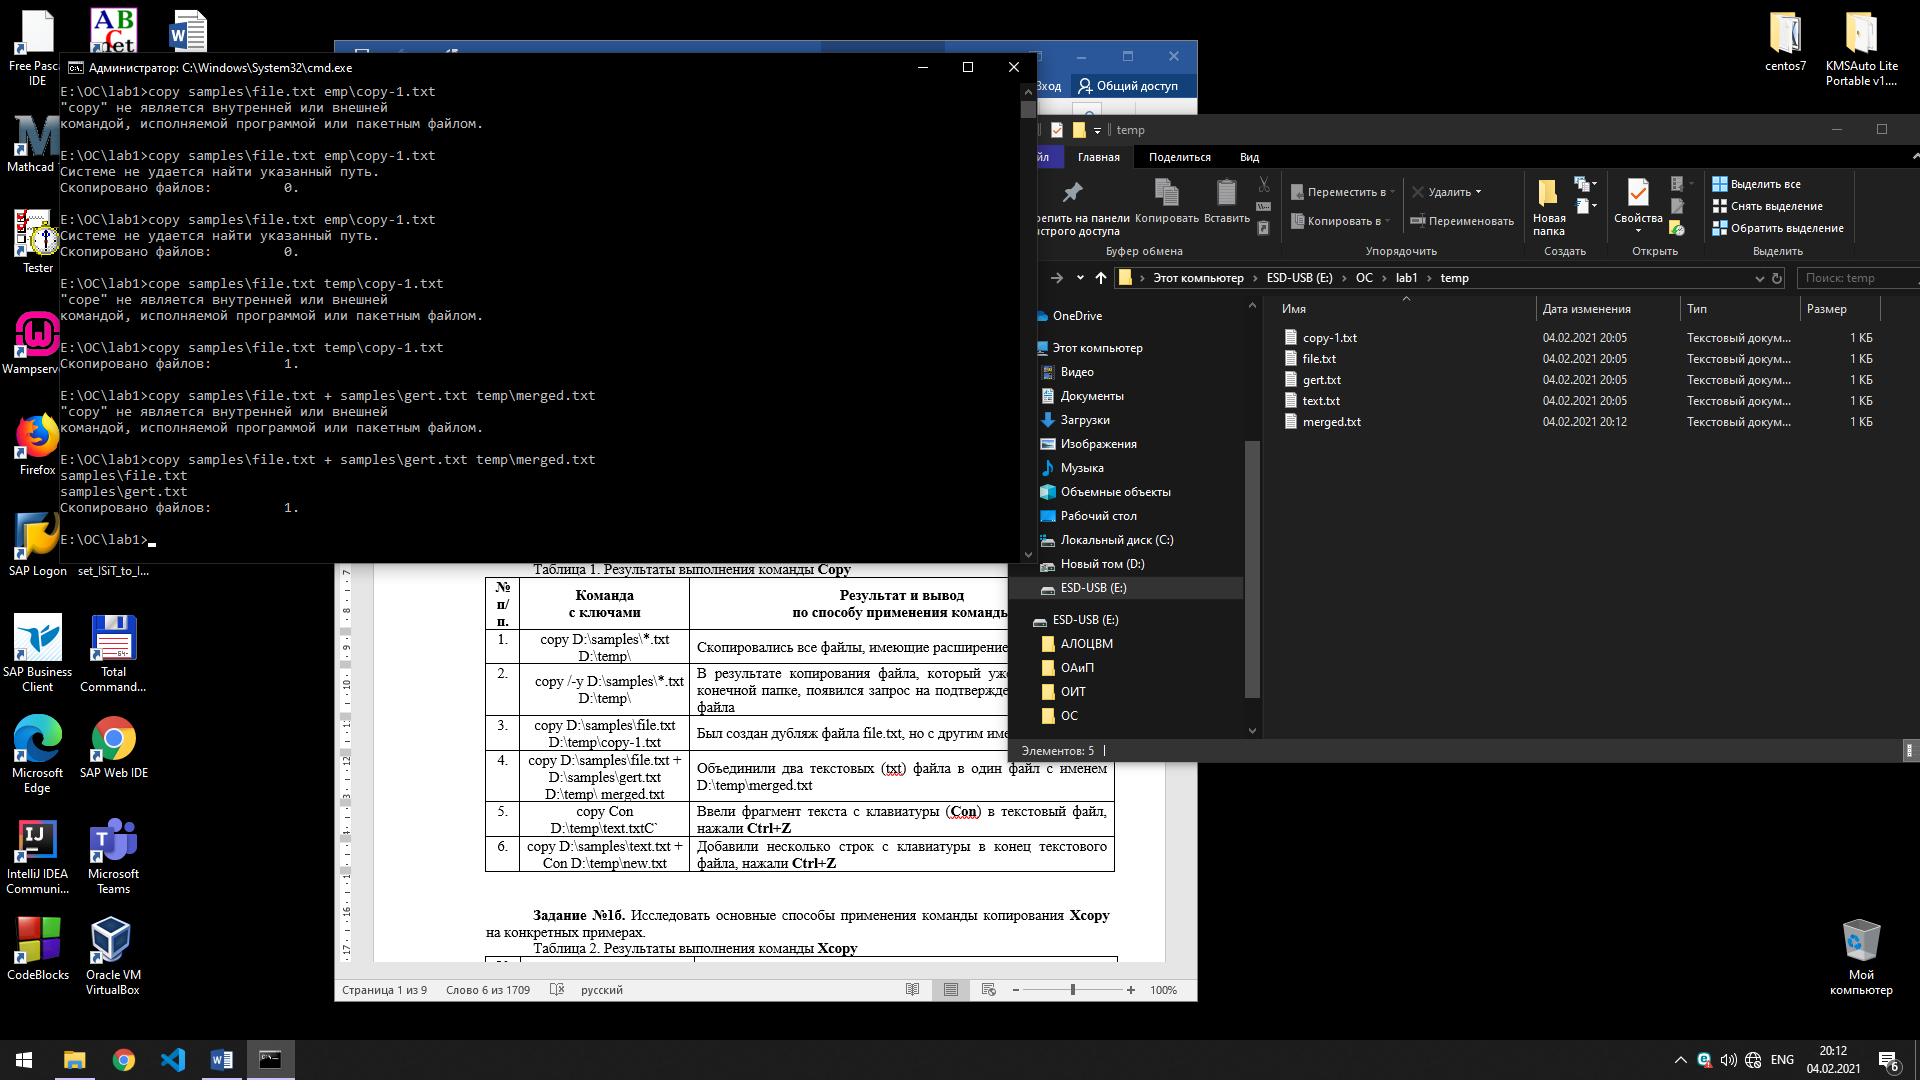 Free Pasc
IDE
Mathcad
Tester
Wampserv
Firefox
SAP Logon
set_ISiT_to_I...
SAP Business
Client
Total
Command...
Microsoft
Edge
SAP Web IDE
IntelliJ IDEA
Communi...
Microsoft
Teams
CodeBlocks
Oracle VM
VirtualBox
centos7
KMSAuto Lite
Portable v1....
Мой
компьютер
Администратор: C:\Windows\System32\cmd.exe
E:\OC\lab1>copy samples\file.txt emp\copy-1.txt
"copy" не является внутренней или внешней
командой, исполняемой программой или пакетным файлом.
E:\OC\lab1>copy samples\file.txt emp\copy-1.txt
Системе не удается найти указанный путь.
Скопировано файлов:         0.
E:\OC\lab1>copy samples\file.txt emp\copy-1.txt
Системе не удается найти указанный путь.
Скопировано файлов:         0.
E:\OC\lab1>cope samples\file.txt temp\copy-1.txt
"cope" не является внутренней или внешней
командой, исполняемой программой или пакетным файлом.
E:\OC\lab1>copy samples\file.txt temp\copy-1.txt
Скопировано файлов:         1.
E:\OC\lab1>copy samples\file.txt + samples\gert.txt temp\merged.txt
"copy" не является внутренней или внешней
командой, исполняемой программой или пакетным файлом.
E:\OC\lab1>copy samples\file.txt + samples\gert.txt temp\merged.txt
samples\file.txt
samples\gert.txt
Скопировано файлов:         1.
E:\OC\lab1>
Вход
Общий доступ
Таблица 1. Результаты выполнения команды Copy
№ п/п.
Команда с ключами
Результат и вывод
по способу применения команды
1.
copy D:\samples\*.txt
D:\temp\
Скопировались все файлы, имеющие расширение
2.
copy /-y D:\samples\*.txt
D:\temp\
В результате копирования файла, который уже
конечной папке, появился запрос на подтвержде
файла
3.
copy D:\samples\file.txt
D:\temp\copy-1.txt
Был создан дубляж файла file.txt, но с другим име
4.
copy D:\samples\file.txt +
D:\samples\gert.txt
D:\temp\ merged.txt
Объединили два текстовых (txt) файла в один файл с именем
D:\temp\merged.txt
5.
copy Con
D:\temp\text.txtC`
Ввели фрагмент текста с клавиатуры (Con) в текстовый файл,
нажали Ctrl+Z
6.
copy D:\samples\text.txt +
Con D:\temp\new.txt
Добавили несколько строк с клавиатуры в конец текстового
файла, нажали Ctrl+Z
Задание №1б. Исследовать основные способы применения команды копирования Xcopy
на конкретных примерах.
Таблица 2. Результаты выполнения команды Xcopy
Страница 1 из 9
Слово 6 из 1709
русский
100%
temp
йл
Главная
Поделиться
Вид
репить на панели
строго доступа
Копировать
Вставить
Буфер обмена
Переместить в
Копировать в
Удалить
Переименовать
Упорядочить
Новая
папка
Создать
Свойства
Открыть
Выделить все
Снять выделение
Обратить выделение
Выделить
Этот компьютер
ESD-USB (E:)
ОС
lab1
temp
Поиск: temp
OneDrive
Этот компьютер
Видео
Документы
Загрузки
Изображения
Музыка
Объемные объекты
Рабочий стол
Локальный диск (C:)
Новый том (D:)
ESD-USB (E:)
ESD-USB (E:)
АЛОЦВМ
ОАиП
ОИТ
ОС
Имя
Дата изменения
Тип
Размер
copy-1.txt 04.02.2021 20:05 Текстовый докум... 1 КБ
file.txt 04.02.2021 20:05 Текстовый докум... 1 КБ
gert.txt 04.02.2021 20:05 Текстовый докум... 1 КБ
text.txt 04.02.2021 20:05 Текстовый докум... 1 КБ
merged.txt 04.02.2021 20:12 Текстовый докум... 1 КБ
Элементов: 5
ENG
20:12
04.02.2021
6